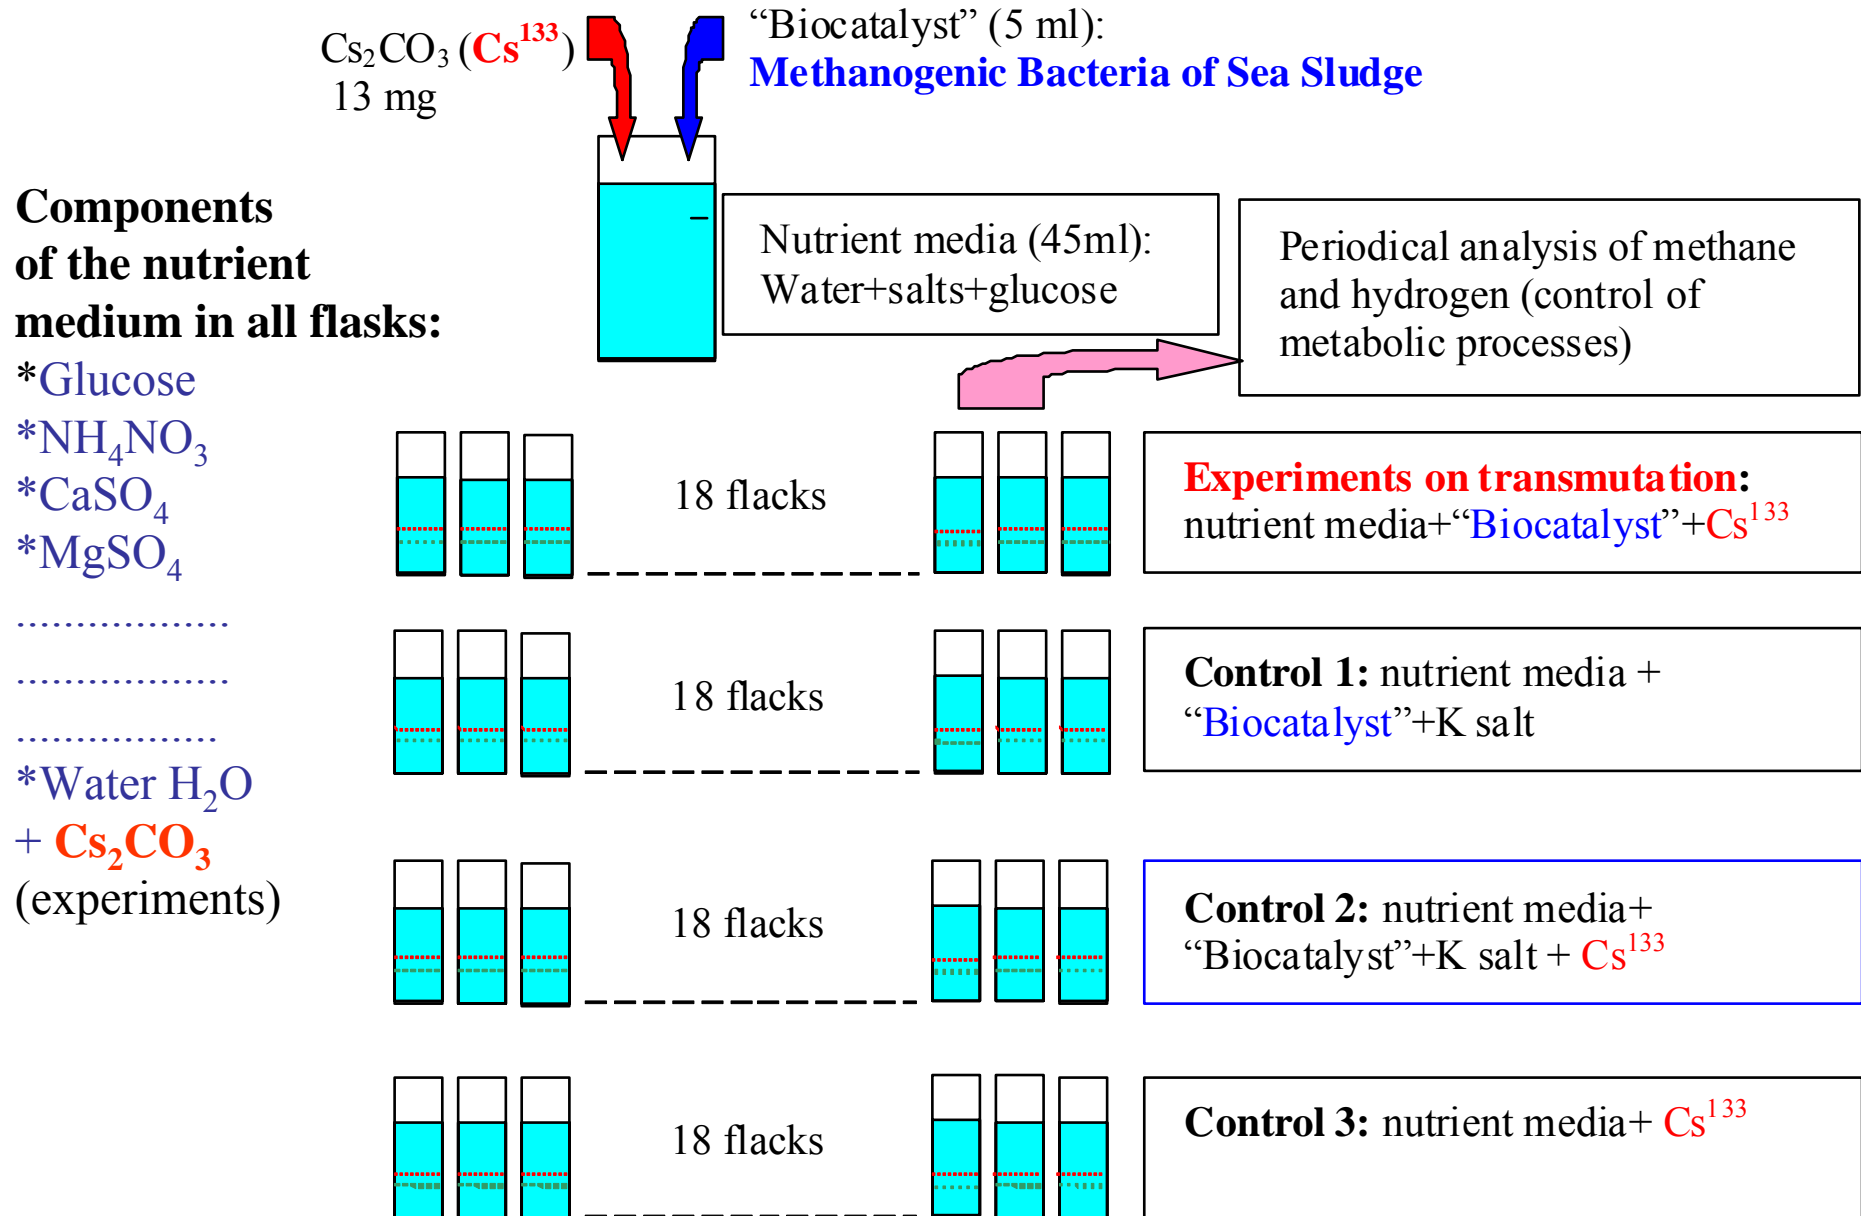 Cs₂CO₃ (Cs¹³³)
13 mg
“Biocatalyst” (5 ml):
Methanogenic Bacteria of Sea Sludge
Components
of the nutrient
medium in all flasks:
*Glucose
*NH₄NO₃
*CaSO₄
*MgSO₄
..................
..................
.................
*Water H₂O
+ Cs₂CO₃
(experiments)
Nutrient media (45ml):
Water+salts+glucose
Periodical analysis of methane
and hydrogen (control of
metabolic processes)
18 flacks
Experiments on transmutation:
nutrient media+“Biocatalyst”+Cs¹³³
18 flacks
Control 1: nutrient media +
“Biocatalyst”+K salt
18 flacks
Control 2: nutrient media+
“Biocatalyst”+K salt + Cs¹³³
18 flacks
Control 3: nutrient media+ Cs¹³³